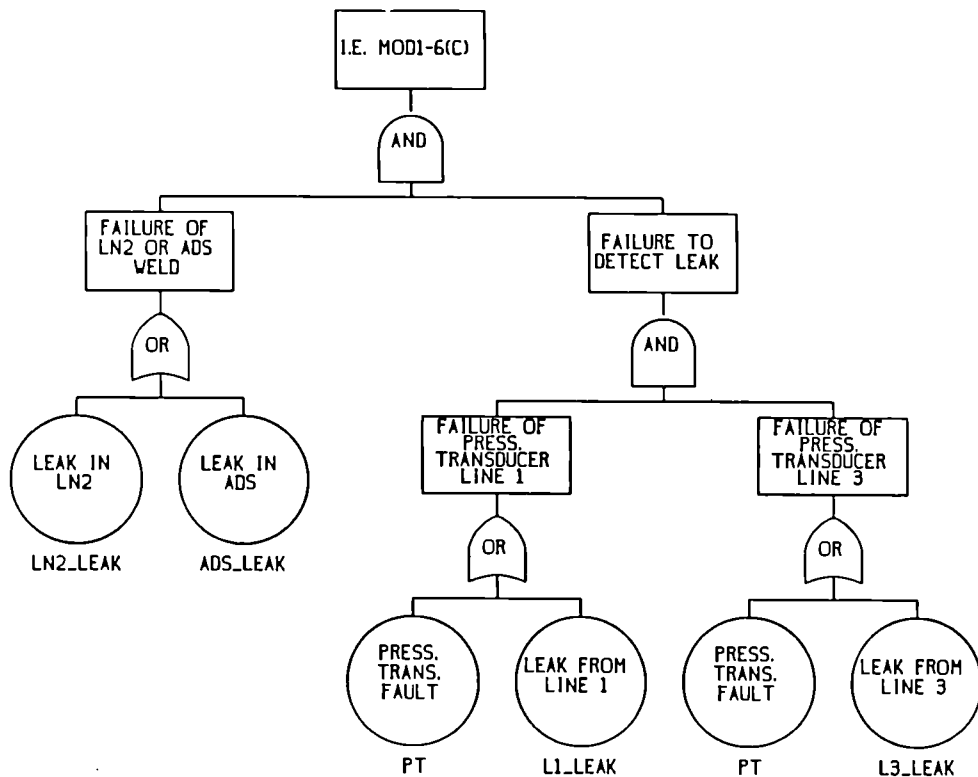 I.E. MOD1-6(C)
AND
FAILURE OF
LN2 OR ADS
WELD
FAILURE TO
DETECT LEAK
OR
AND
LEAK IN
LN2
LEAK IN
ADS
FAILURE OF
PRESS.
TRANSDUCER
LINE 1
FAILURE OF
PRESS.
TRANSDUCER
LINE 3
LN2_LEAK
ADS_LEAK
OR
OR
PRESS.
TRANS.
FAULT
LEAK FROM
LINE 1
PRESS.
TRANS.
FAULT
LEAK FROM
LINE 3
PT
L1_LEAK
PT
L3_LEAK